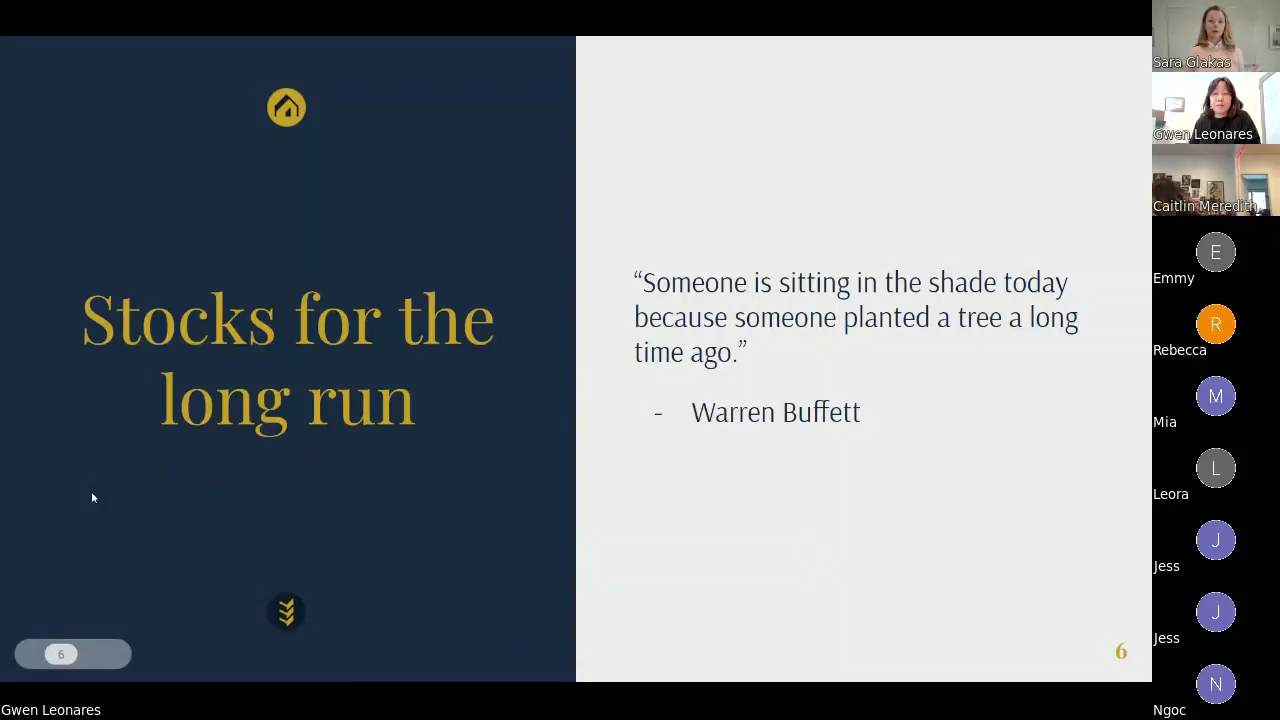 Stocks for the
long run
“Someone is sitting in the shade today
because someone planted a tree a long
time ago.”
- Warren Buffett
6
6
Gwen Leonares
Sara Glakas
Gwen Leonares
Caitlin Meredith
E
Emmy
R
Rebecca
M
Mia
L
Leora
J
Jess
J
Jess
N
Ngoc